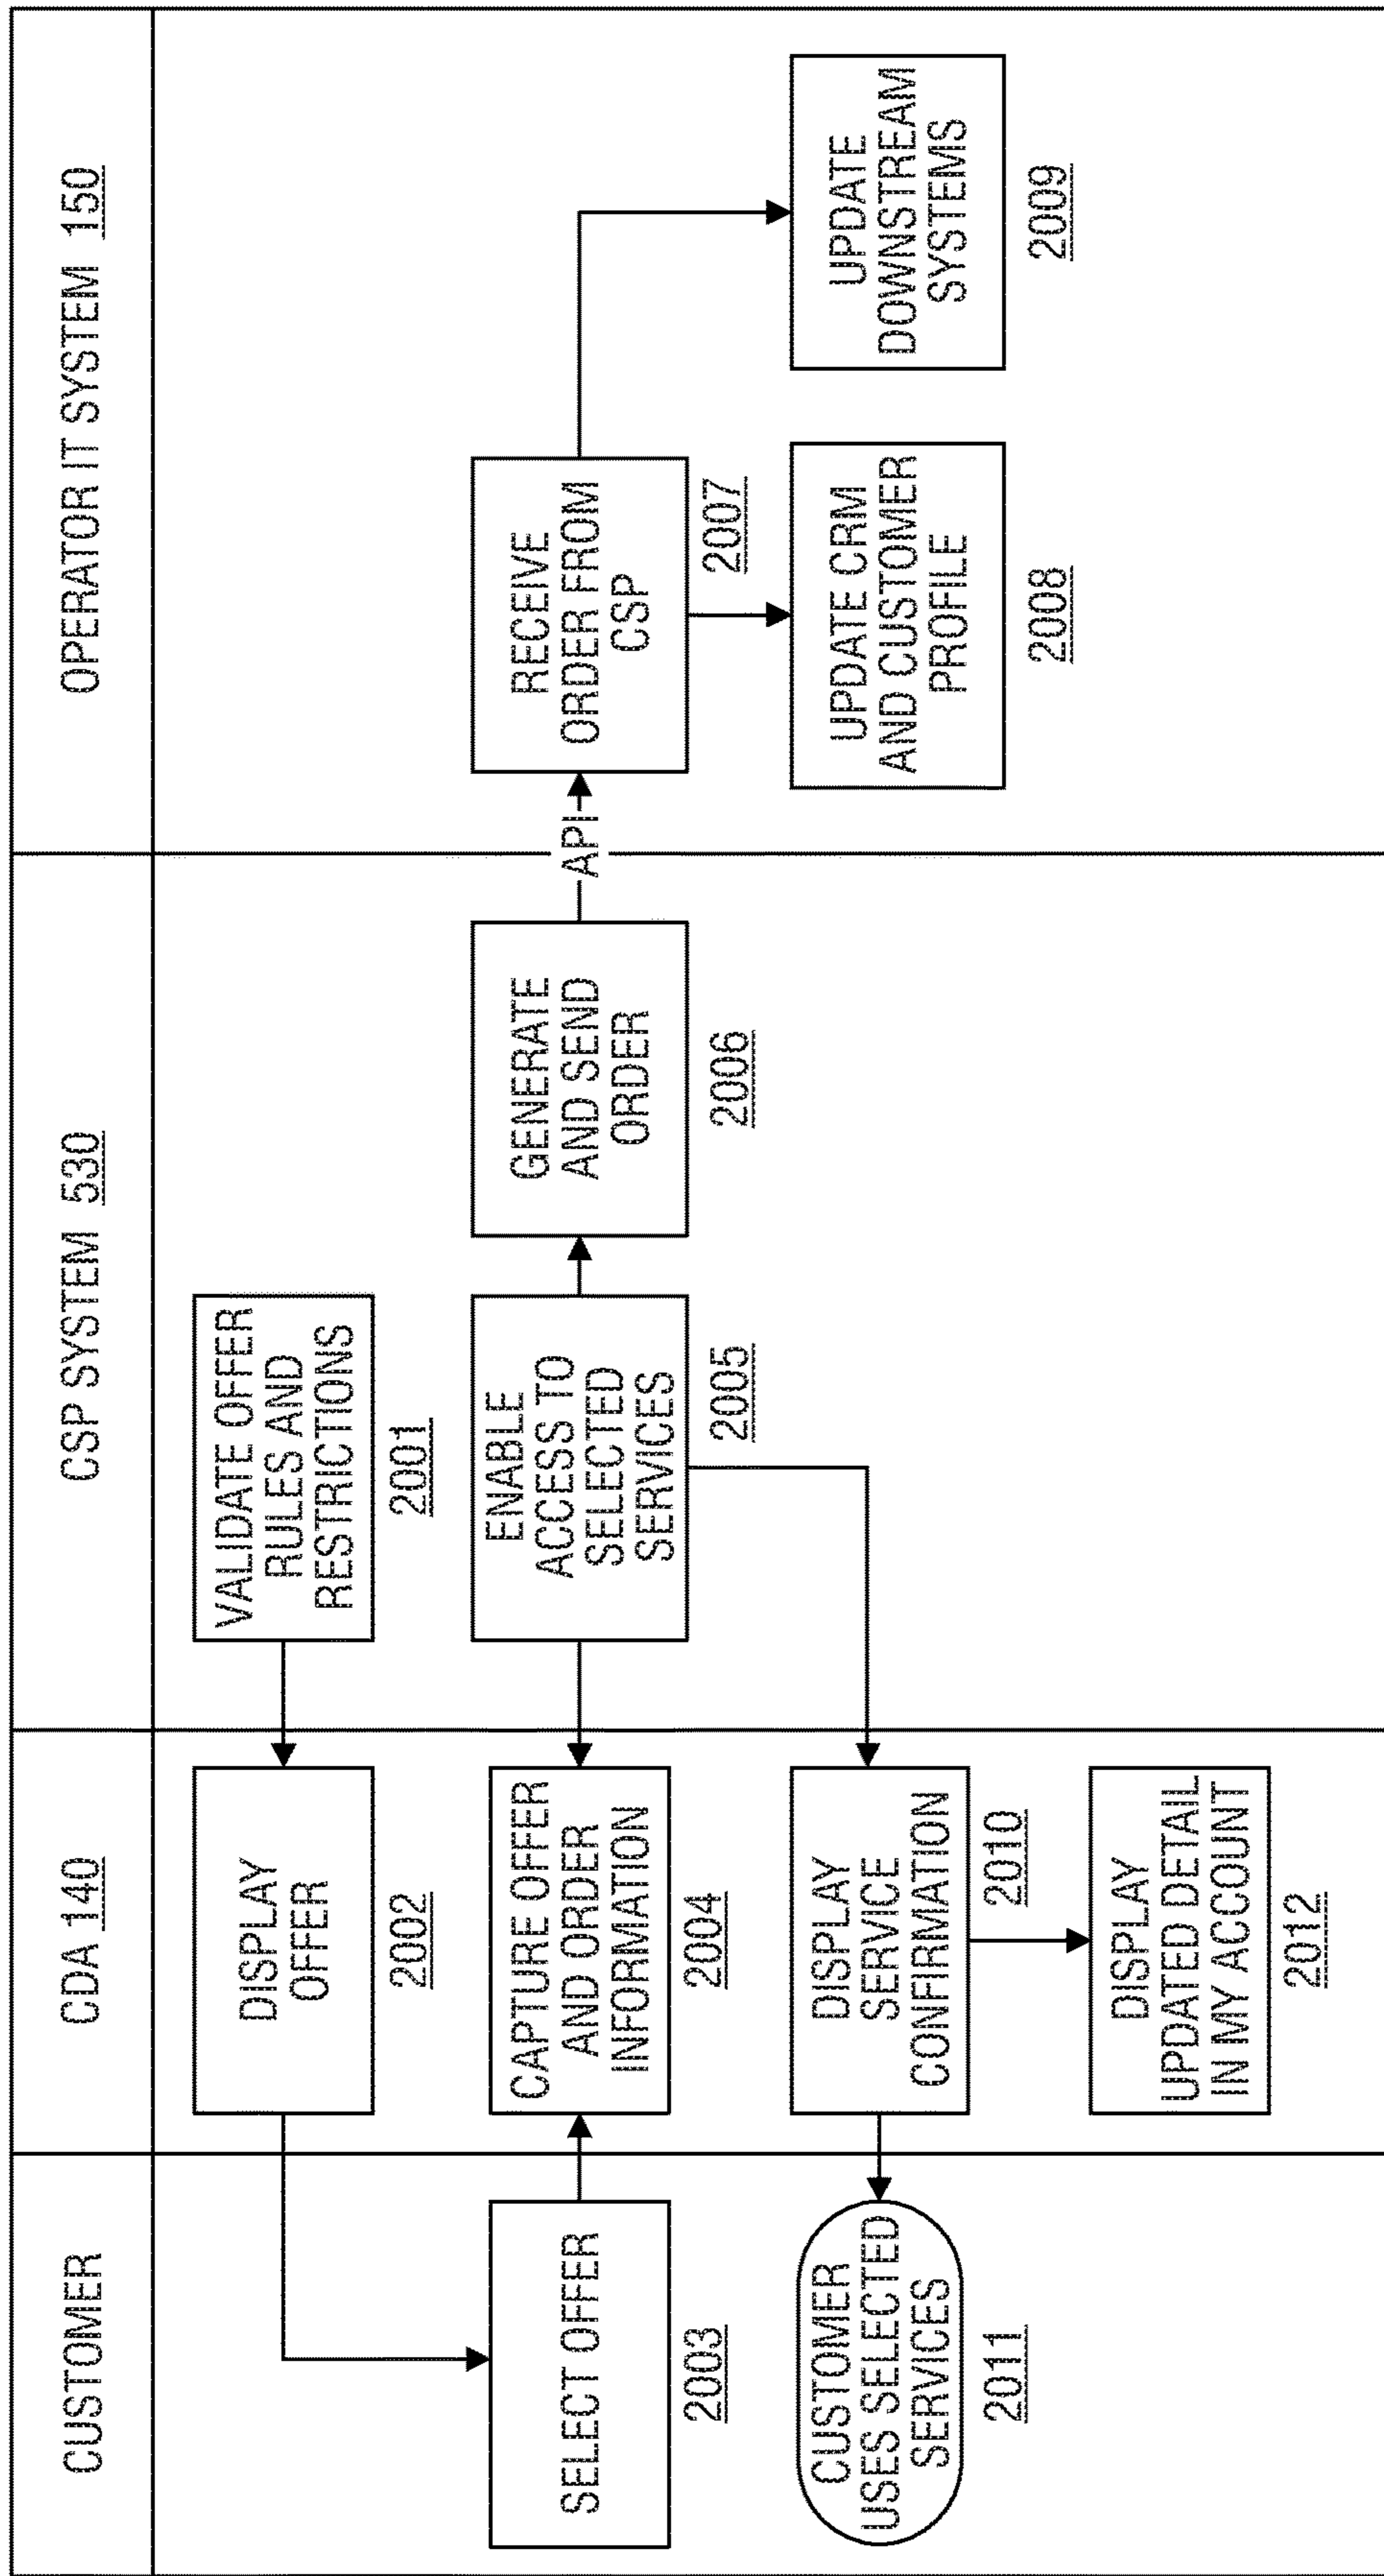 CUSTOMER
CDA 140
CSP SYSTEM 530
OPERATOR IT SYSTEM 150
VALIDATE OFFER
RULES AND
RESTRICTIONS
2001
DISPLAY
OFFER
2002
SELECT OFFER
2003
CAPTURE OFFER
AND ORDER
INFORMATION
2004
ENABLE
ACCESS TO
SELECTED
SERVICES
2005
GENERATE
AND SEND
ORDER
2006
API
RECEIVE
ORDER FROM
CSP
2007
UPDATE CRM
AND CUSTOMER
PROFILE
2008
UPDATE
DOWNSTREAM
SYSTEMS
2009
DISPLAY
SERVICE
CONFIRMATION
2010
CUSTOMER
USES SELECTED
SERVICES
2011
DISPLAY
UPDATED DETAIL
IN MY ACCOUNT
2012